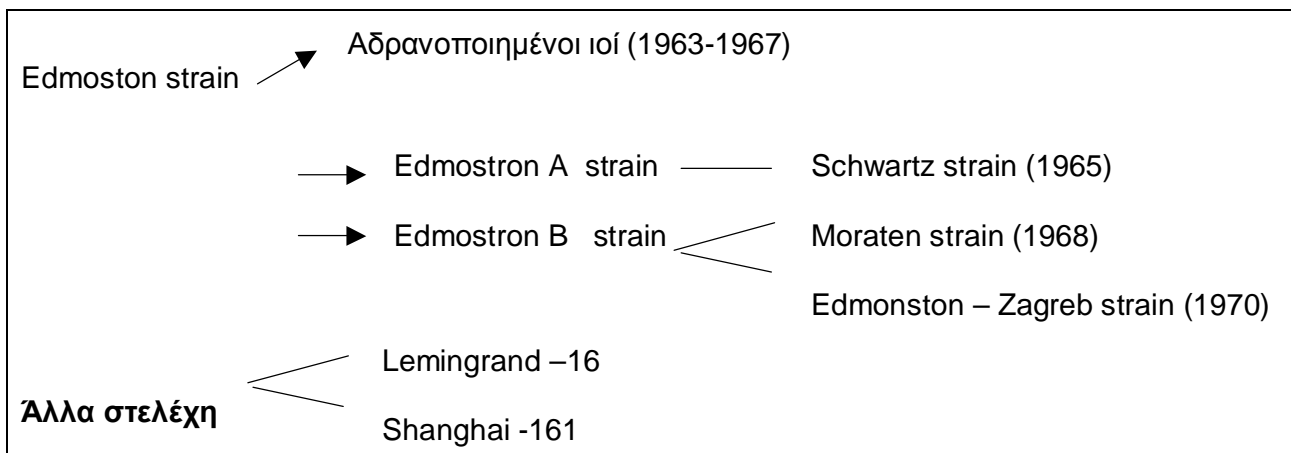 Αδρανοποιημένοι ιοί (1963-1967)
Edmoston strain
Edmostron A strain Schwartz strain (1965)
Edmostron B strain Moraten strain (1968)
Edmonston – Zagreb strain (1970)
Lemingrand –16
Άλλα στελέχη
Shanghai -161